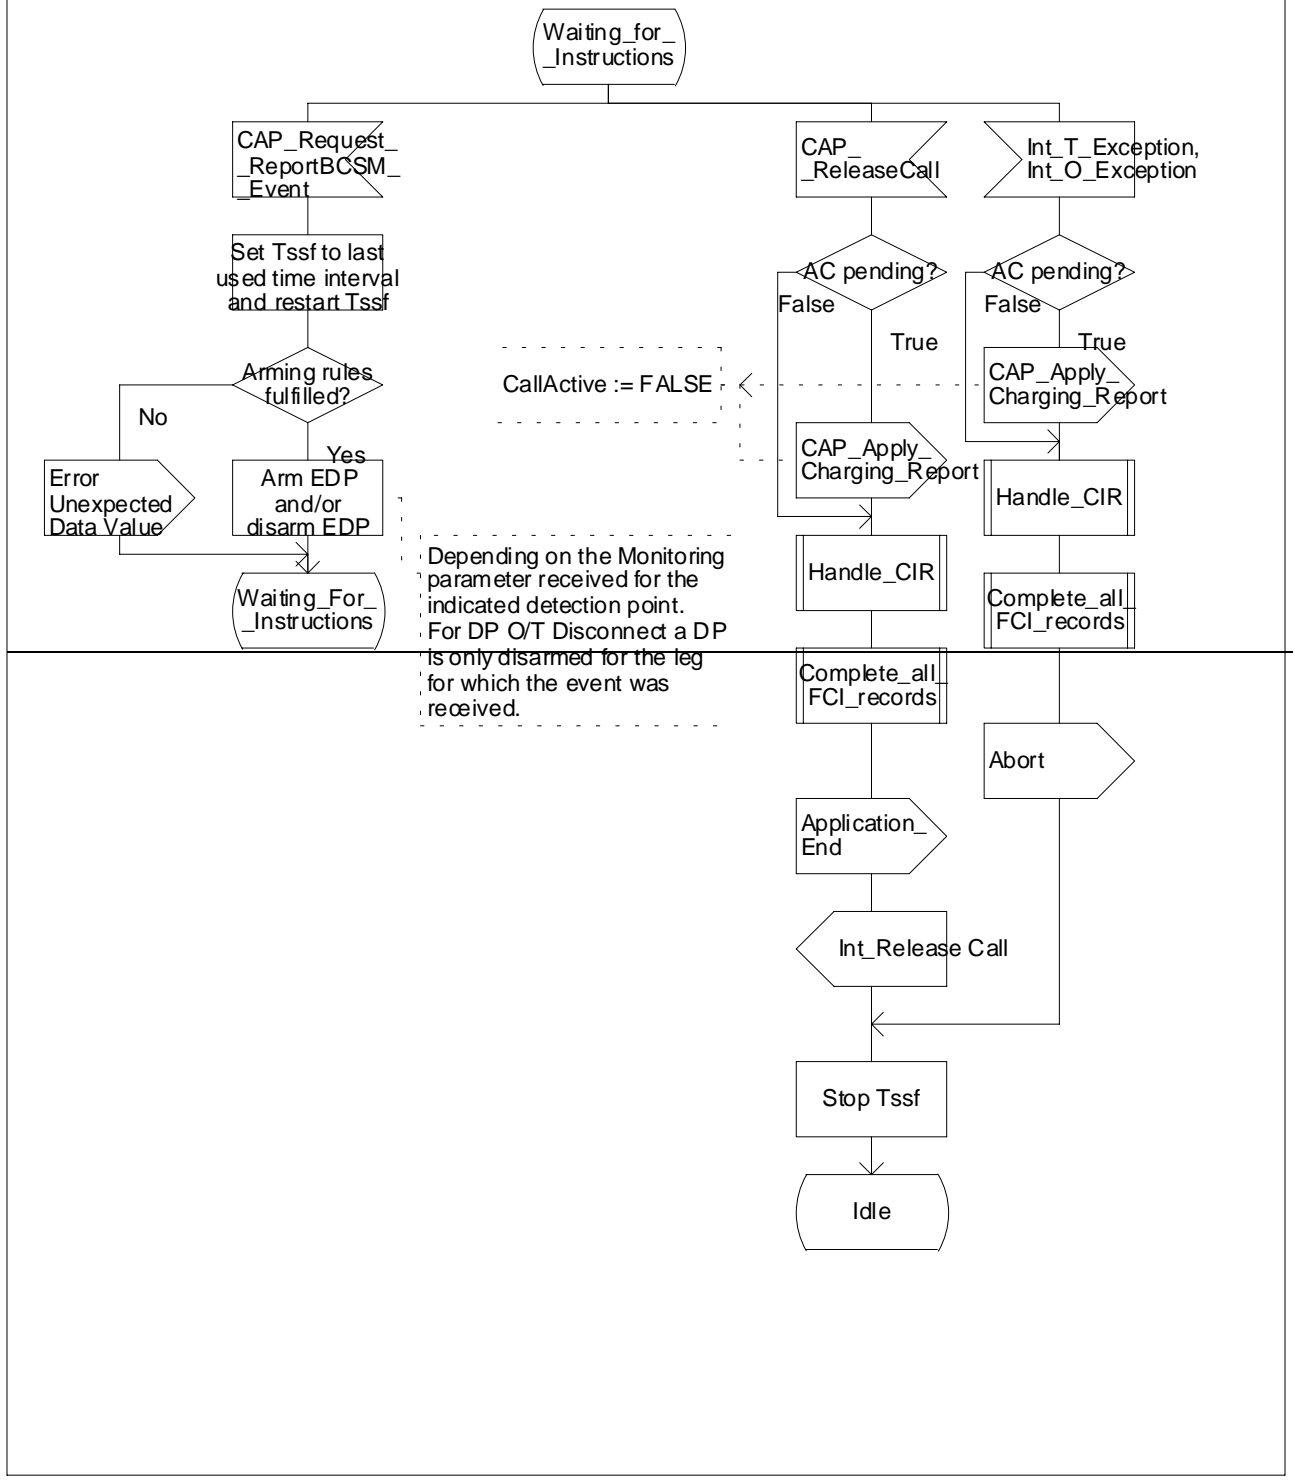 Waiting_for_
_Instructions
CAP_Request_
_ReportBCSM_
_Event
Set Tssf to last
used time interval
and restart Tssf
Arming rules
fulfilled?
No
Yes
Error
Unexpected
Data Value
Arm EDP
and/or
disarm EDP
Waiting_For_
_Instructions
Depending on the Monitoring
parameter received for the
indicated detection point.
For DP O/T Disconnect a DP
is only disarmed for the leg
for which the event was
received.
CallActive := FALSE
CAP_
_ReleaseCall
AC pending?
False
True
CAP_Apply_
Charging_Report
Handle_CIR
Complete_all_
FCI_records
Application_
End
Int_Release Call
Stop Tssf
Idle
Int_T_Exception,
Int_O_Exception
AC pending?
False
True
CAP_Apply_
Charging_Report
Handle_CIR
Complete_all_
FCI_records
Abort